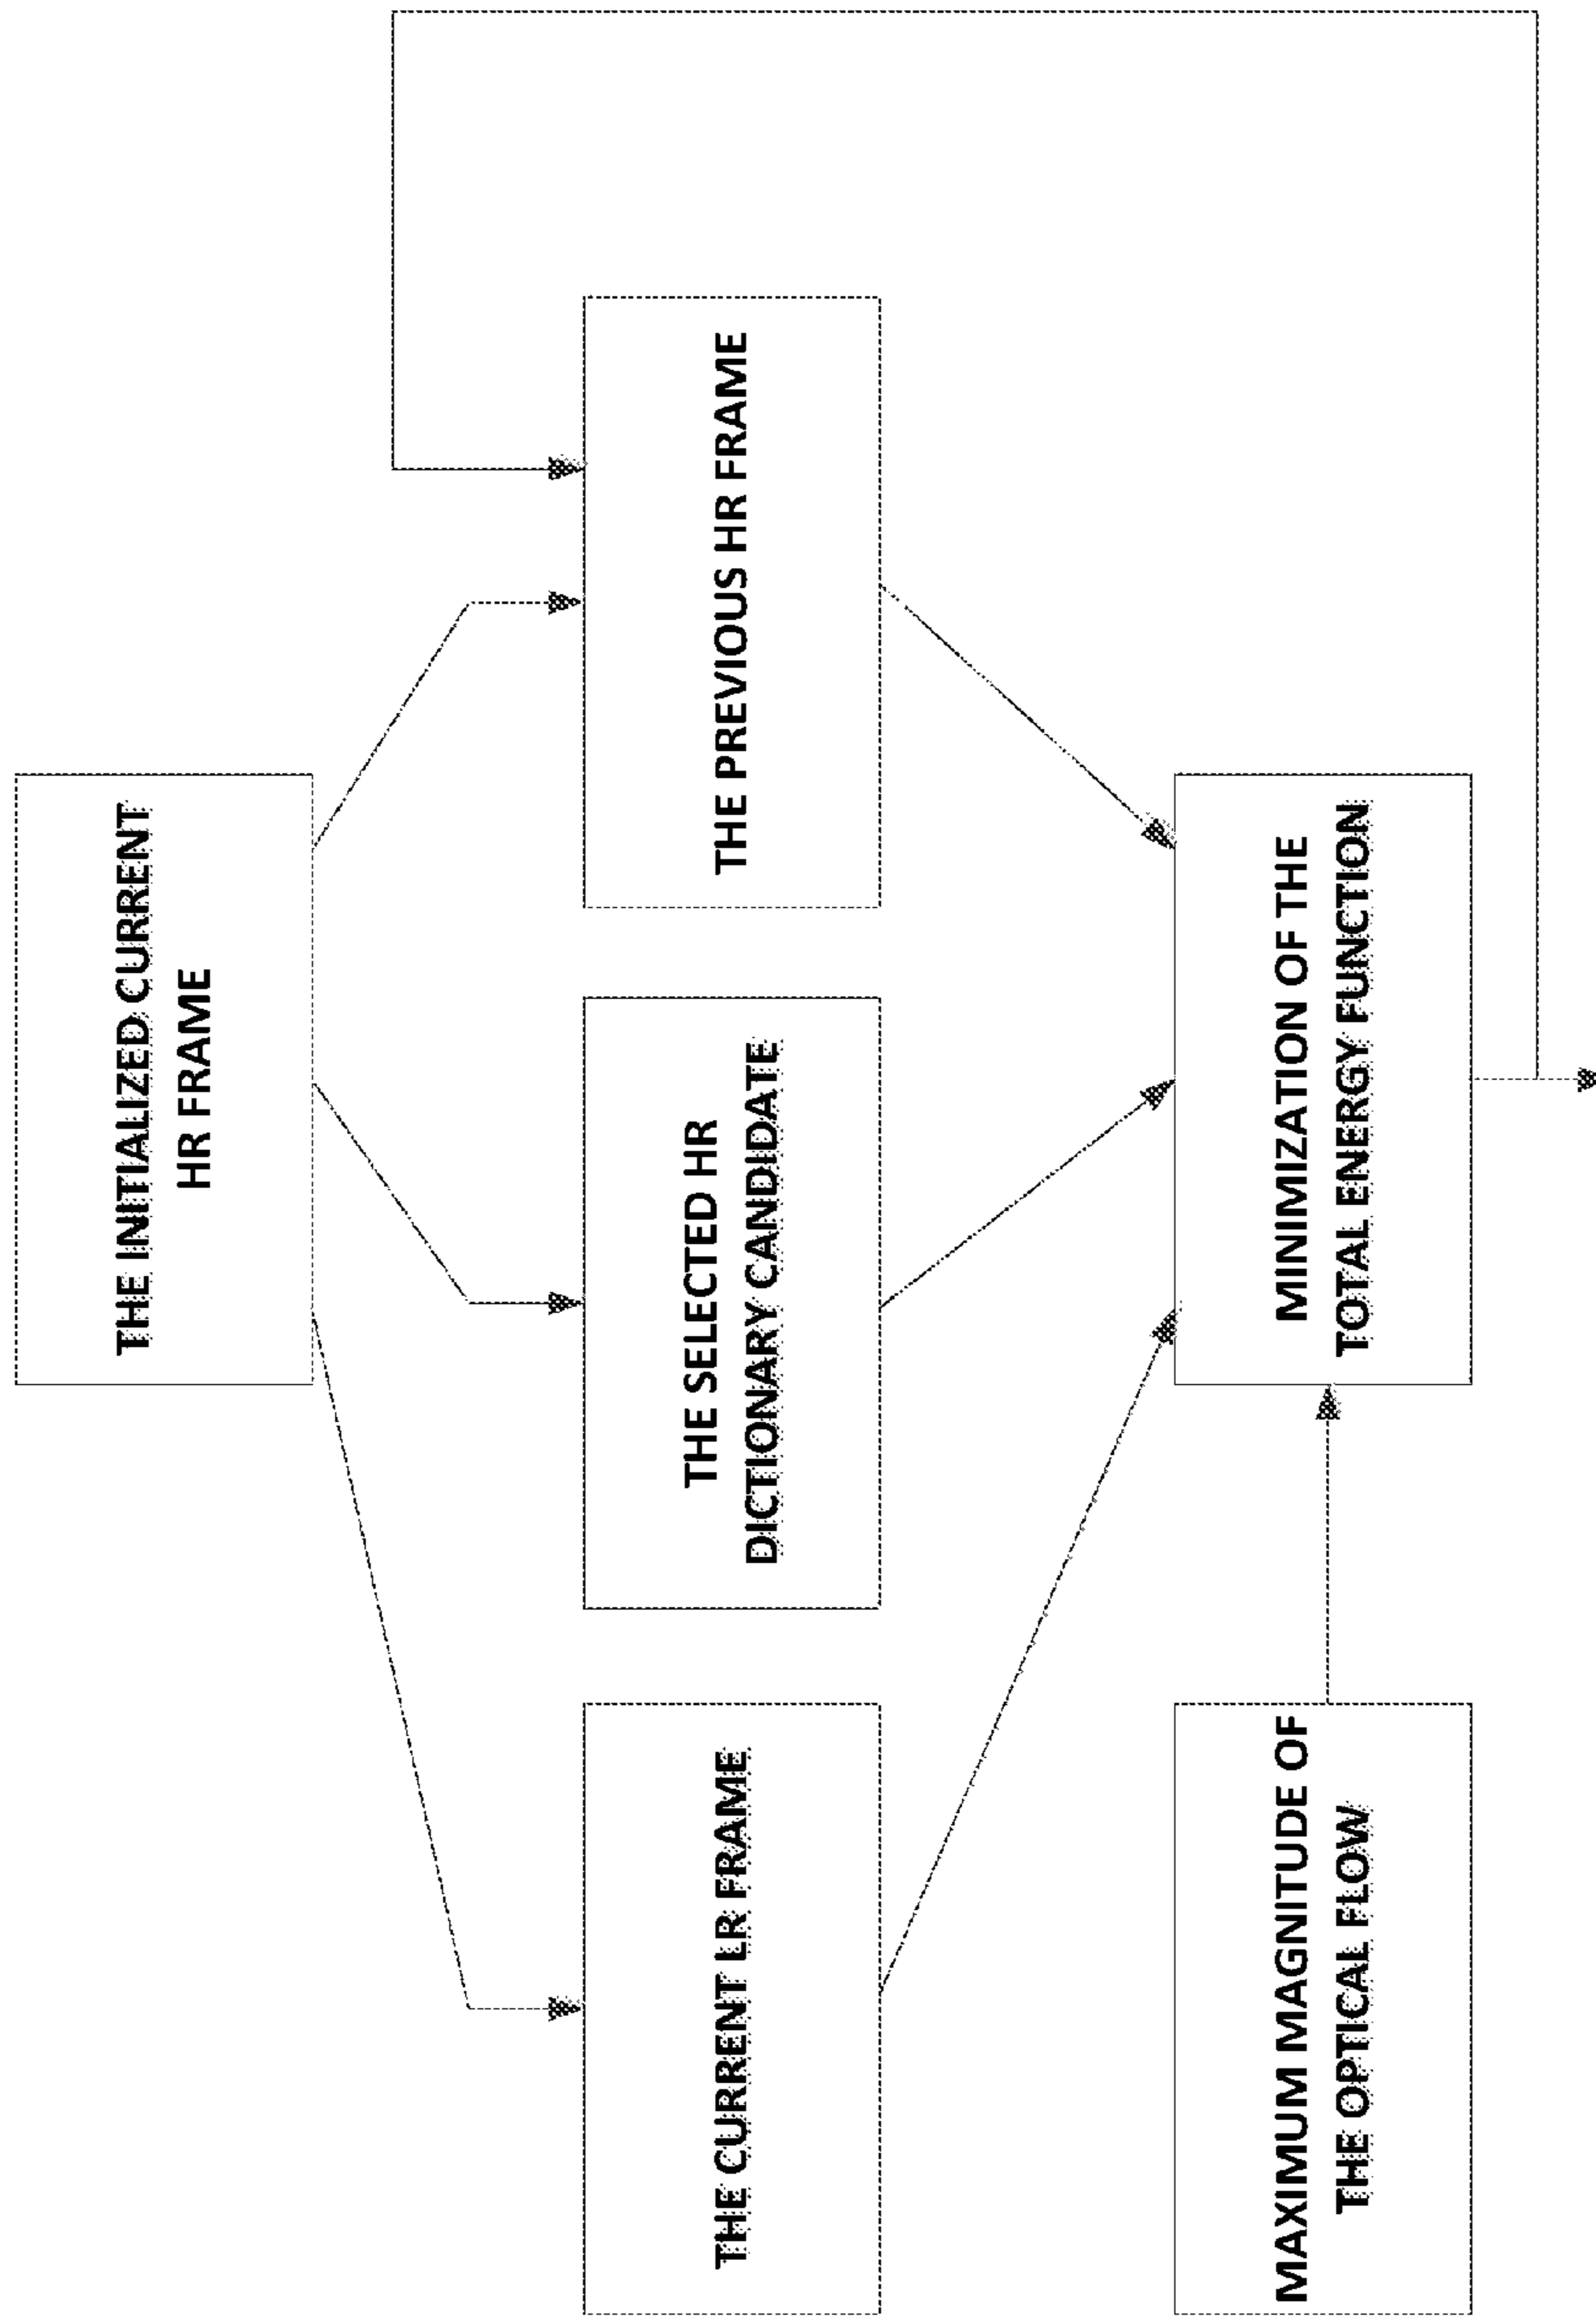 THE INITIALIZED CURRENT
HR FRAME
THE CURRENT LR FRAME
THE SELECTED HR
DICTIONARY CANDIDATE
THE PREVIOUS HR FRAME
MAXIMUM MAGNITUDE OF
THE OPTICAL FLOW
MINIMIZATION OF THE
TOTAL ENERGY FUNCTION